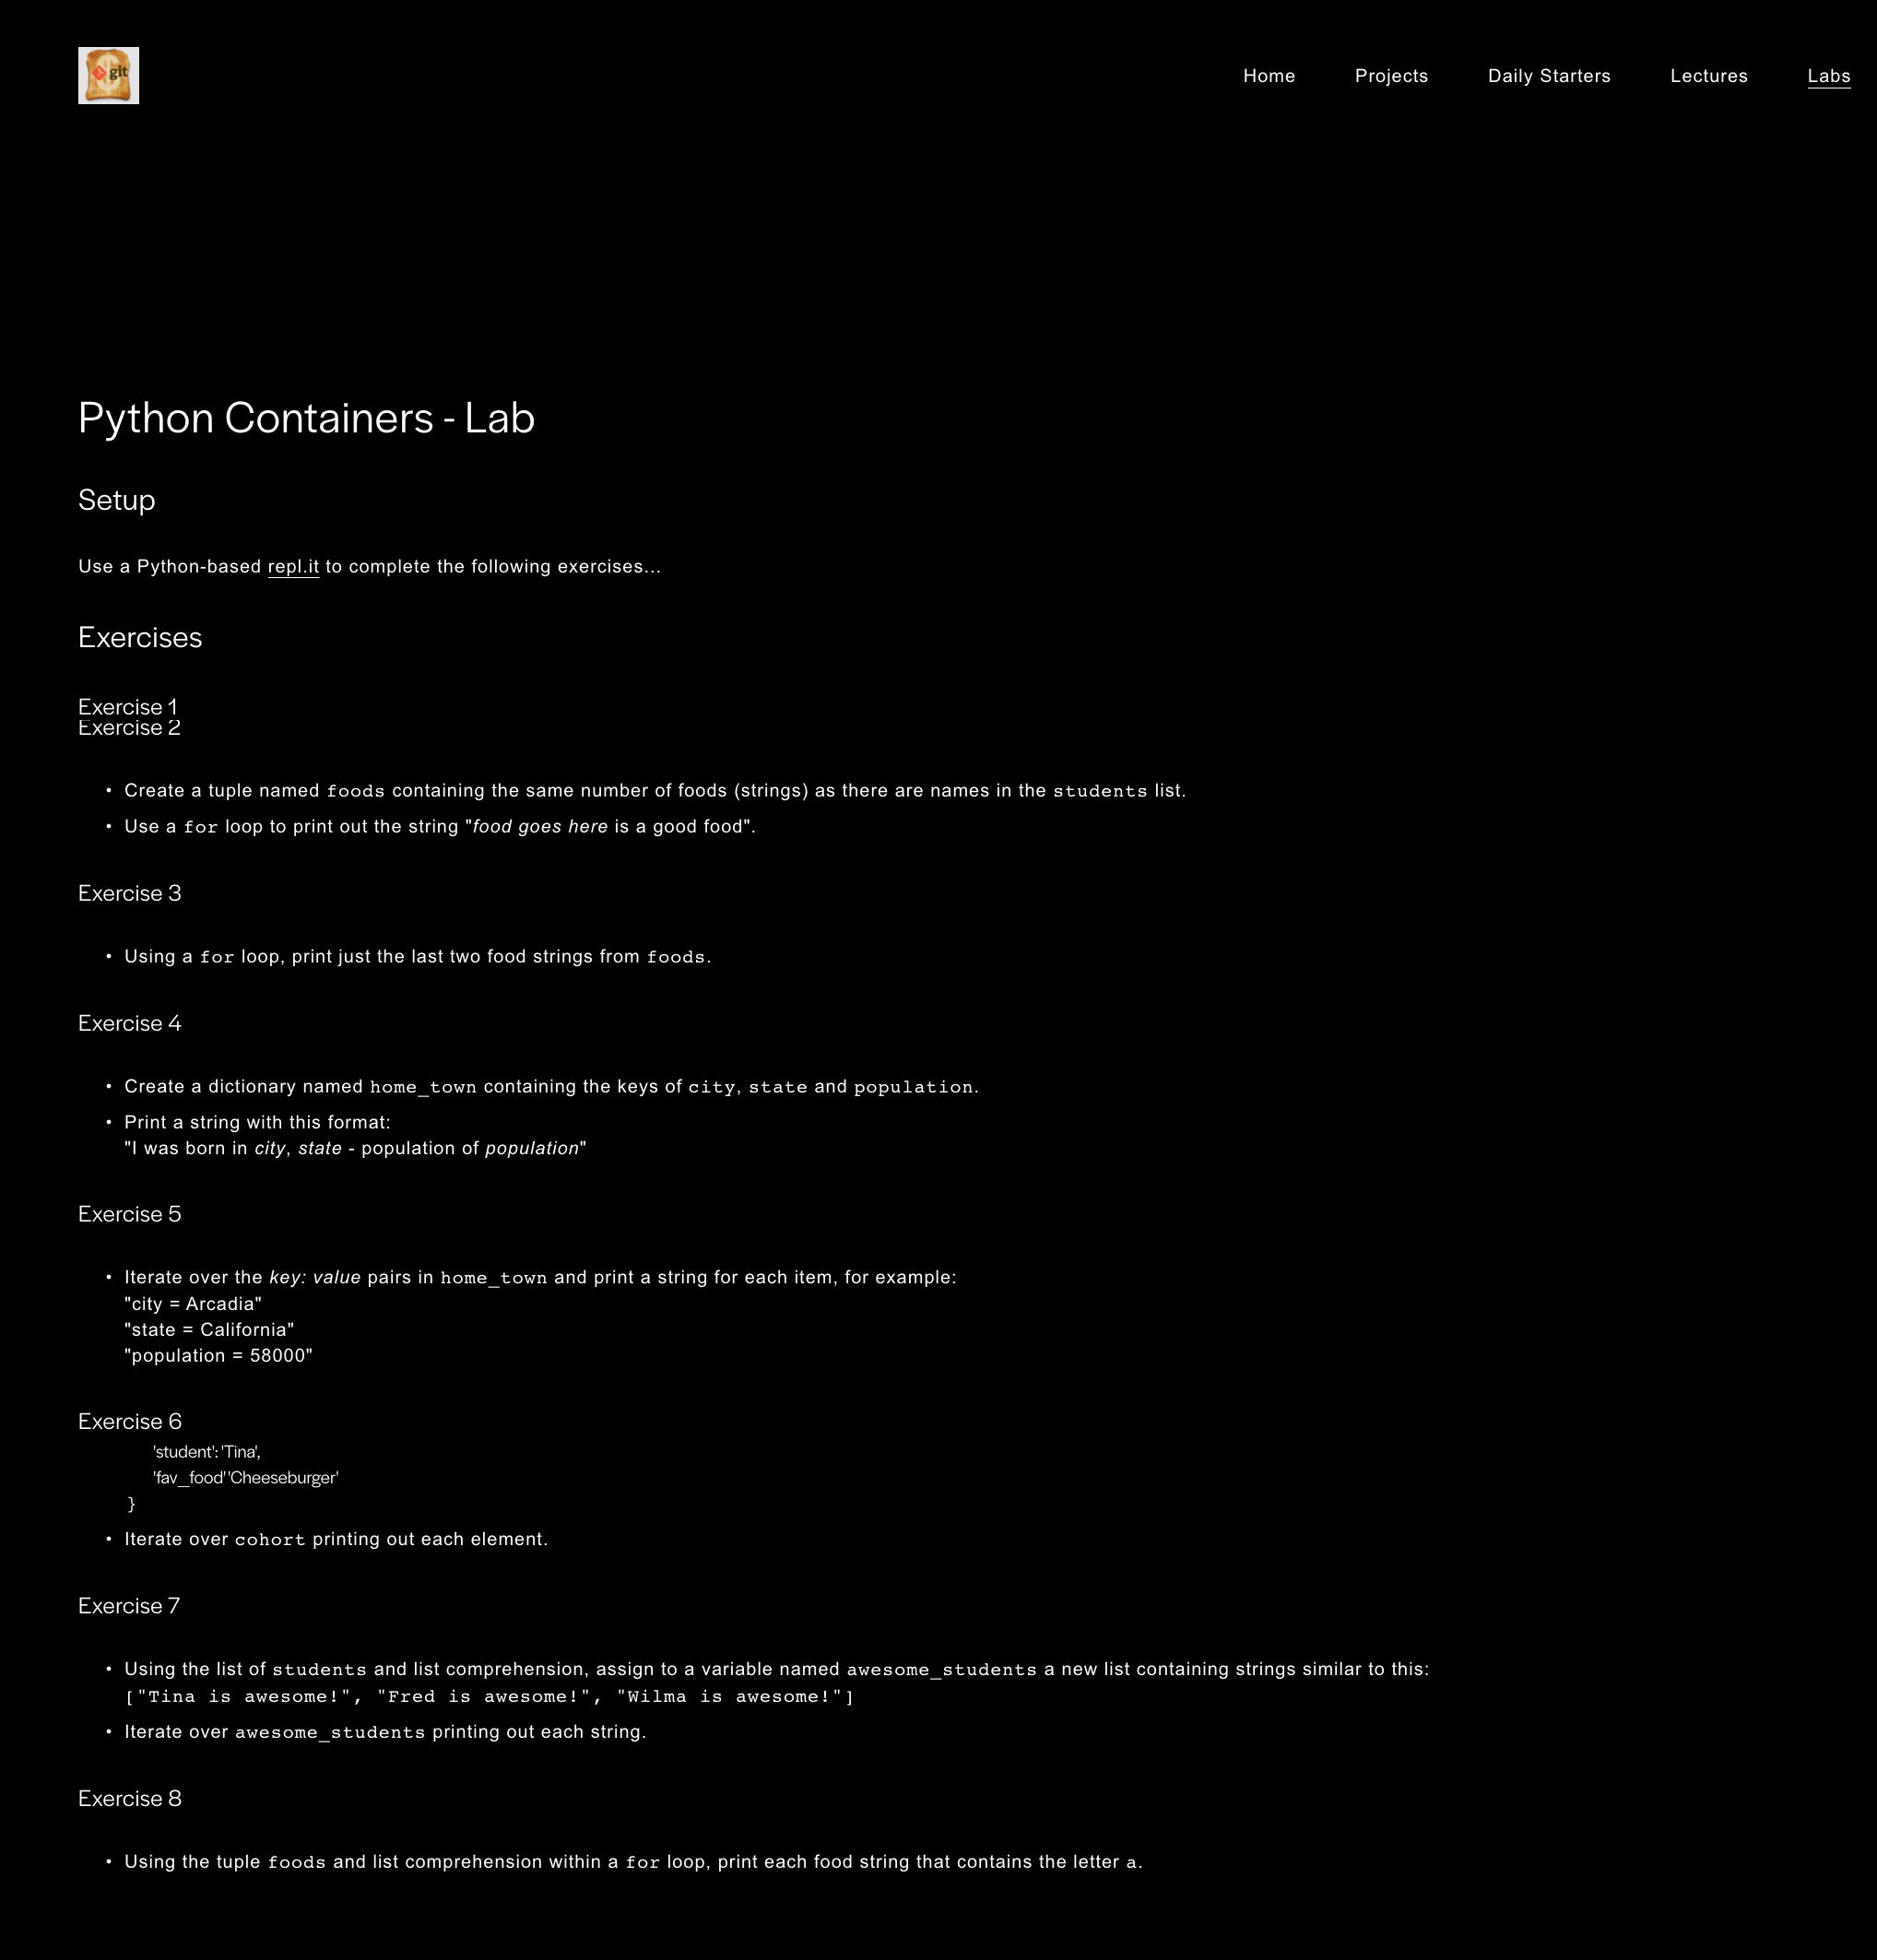 git
Home Projects Daily Starters Lectures Labs
Python Containers - Lab
Setup
Use a Python-based repl.it to complete the following exercises...
Exercises
Exercise 1
Exercise 2
• Create a tuple named foods containing the same number of foods (strings) as there are names in the students list.
• Use a for loop to print out the string "food goes here is a good food".
Exercise 3
• Using a for loop, print just the last two food strings from foods.
Exercise 4
• Create a dictionary named home_town containing the keys of city, state and population.
• Print a string with this format:
"I was born in city, state - population of population"
Exercise 5
• Iterate over the key: value pairs in home_town and print a string for each item, for example:
"city = Arcadia"
"state = California"
"population = 58000"
Exercise 6
'student': 'Tina',
'fav_food' 'Cheeseburger'
}
• Iterate over cohort printing out each element.
Exercise 7
• Using the list of students and list comprehension, assign to a variable named awesome_students a new list containing strings similar to this:
["Tina is awesome!", "Fred is awesome!", "Wilma is awesome!"]
• Iterate over awesome_students printing out each string.
Exercise 8
• Using the tuple foods and list comprehension within a for loop, print each food string that contains the letter a.